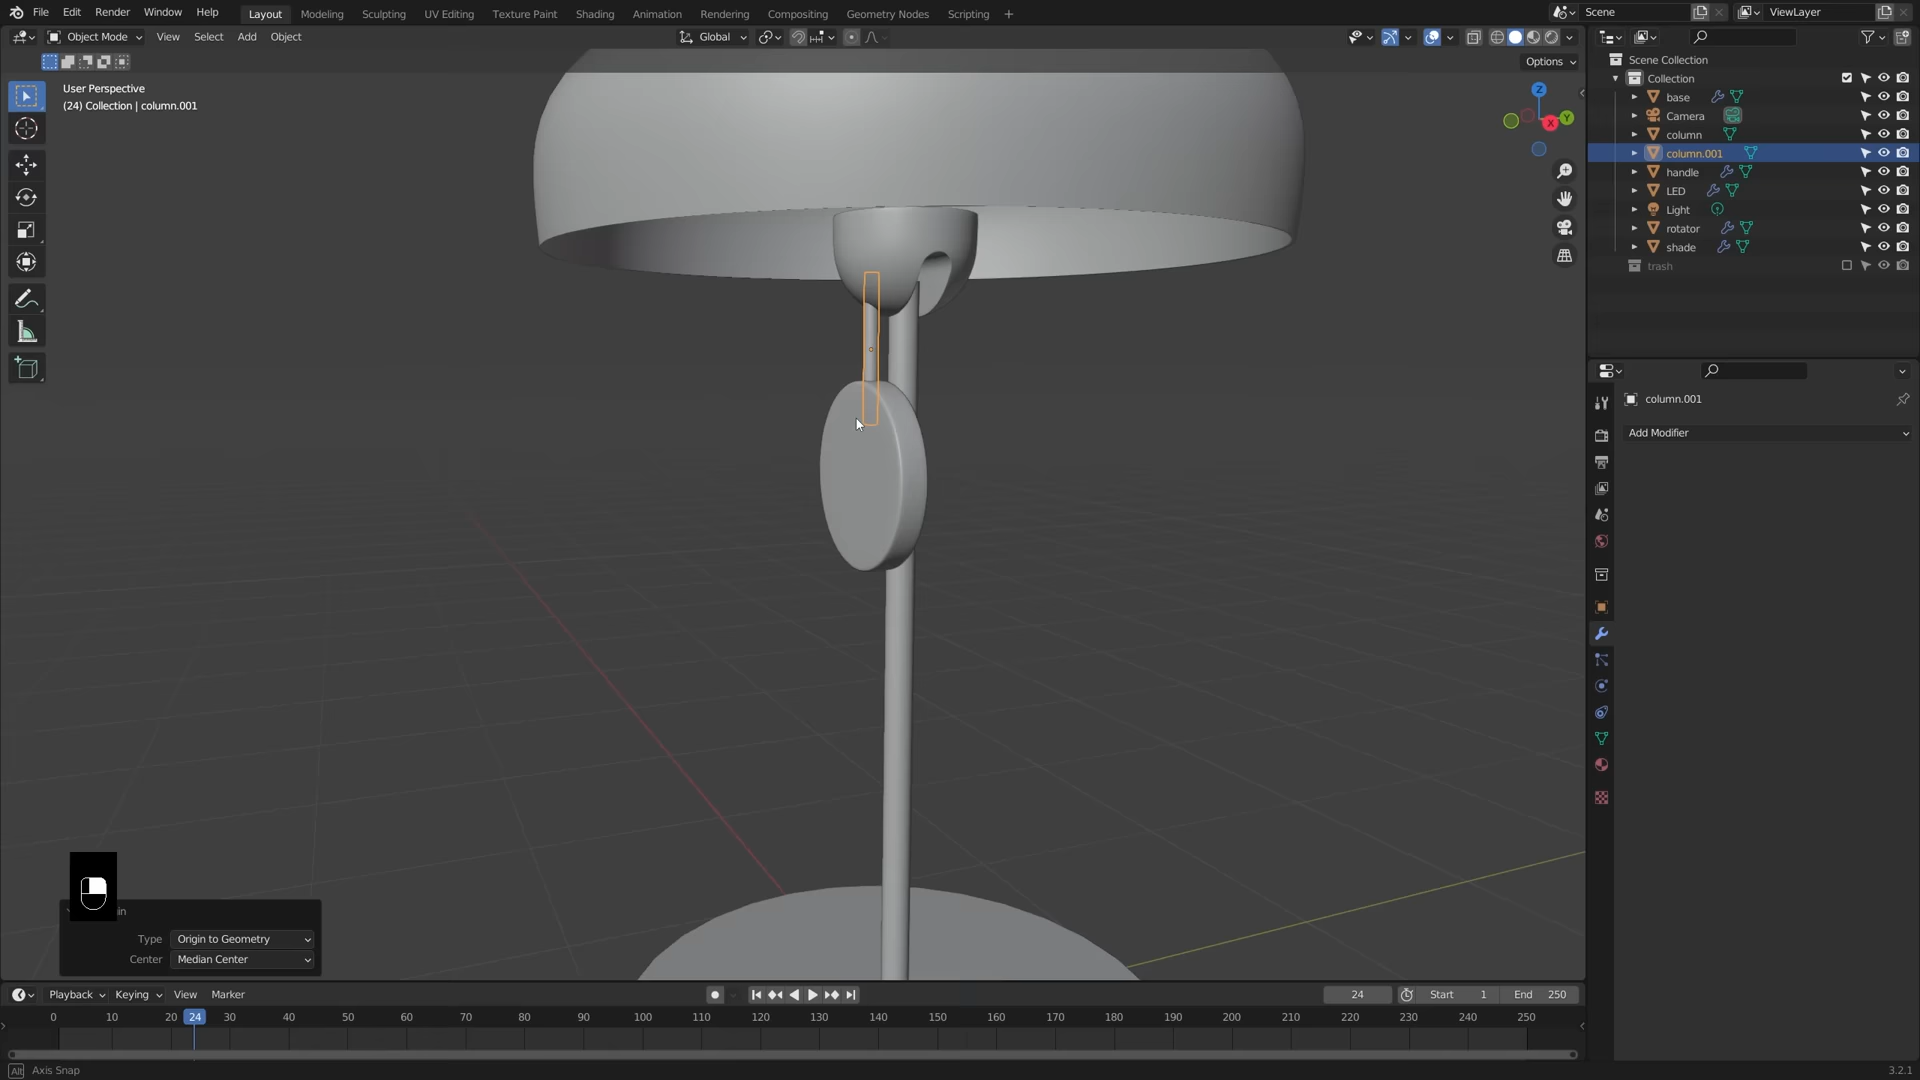 File Edit Render Window Help Layout Modeling Sculpting UV Editing Texture Paint Shading Animation Rendering Compositing Geometry Nodes Scripting + Scene ViewLayer
Object Mode View Select Add Object Global
Options
User Perspective
(24) Collection | column.001
Z
Y
X
Scene Collection
Collection
base
Camera
column
column.001
handle
LED
Light
rotator
shade
trash
column.001
Add Modifier
in
Type Origin to Geometry
Center Median Center
Playback Keying View Marker 24 Start 1 End 250
0 10 20 24 30 40 50 60 70 80 90 100 110 120 130 140 150 160 170 180 190 200 210 220 230 240 250
Alt Axis Snap 3.2.1